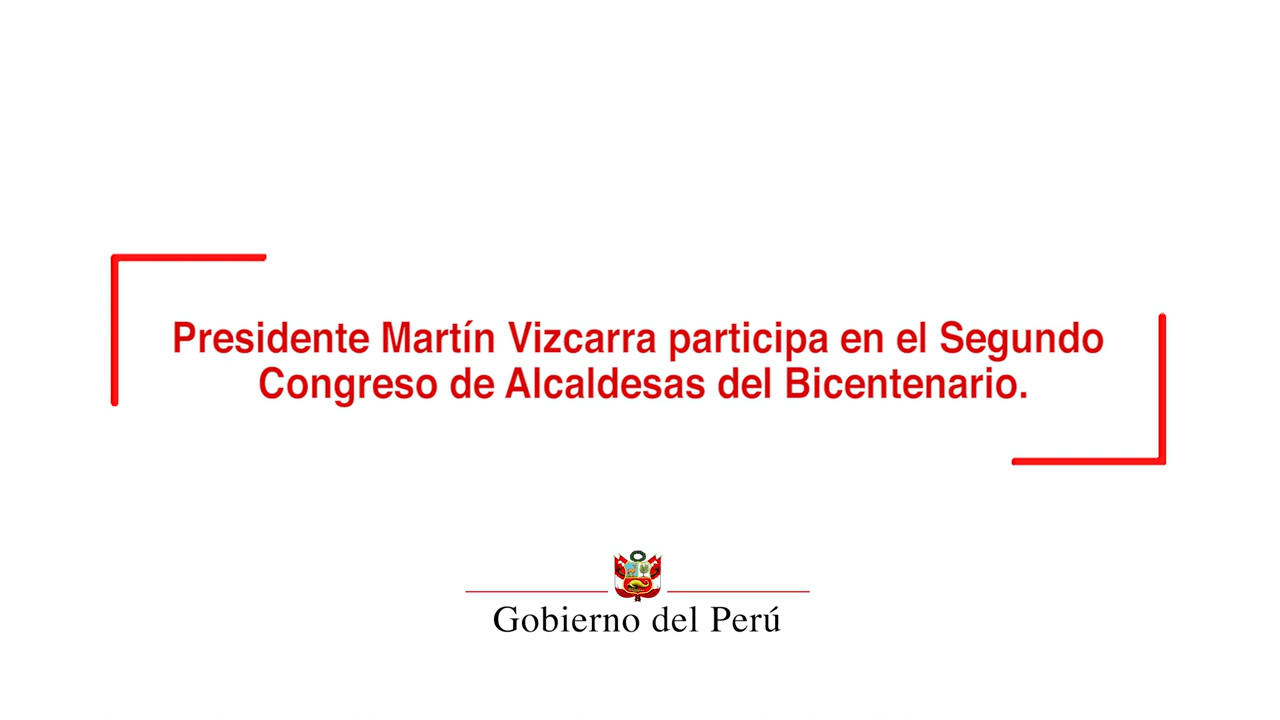 Presidente Martín Vizcarra participa en el Segundo
Congreso de Alcaldesas del Bicentenario.
Gobierno del Perú